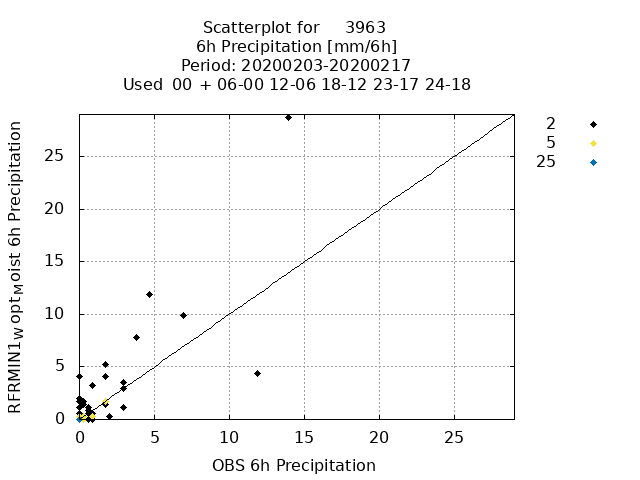 Scatterplot for 3963
6h Precipitation [mm/6h]
Period: 20200203-20200217
Used 00 + 06-00 12-06 18-12 23-17 24-18
2
5
25
RFRMIN1WoptMoist 6h Precipitation
25
20
15
10
5
0
0 5 10 15 20 25
OBS 6h Precipitation